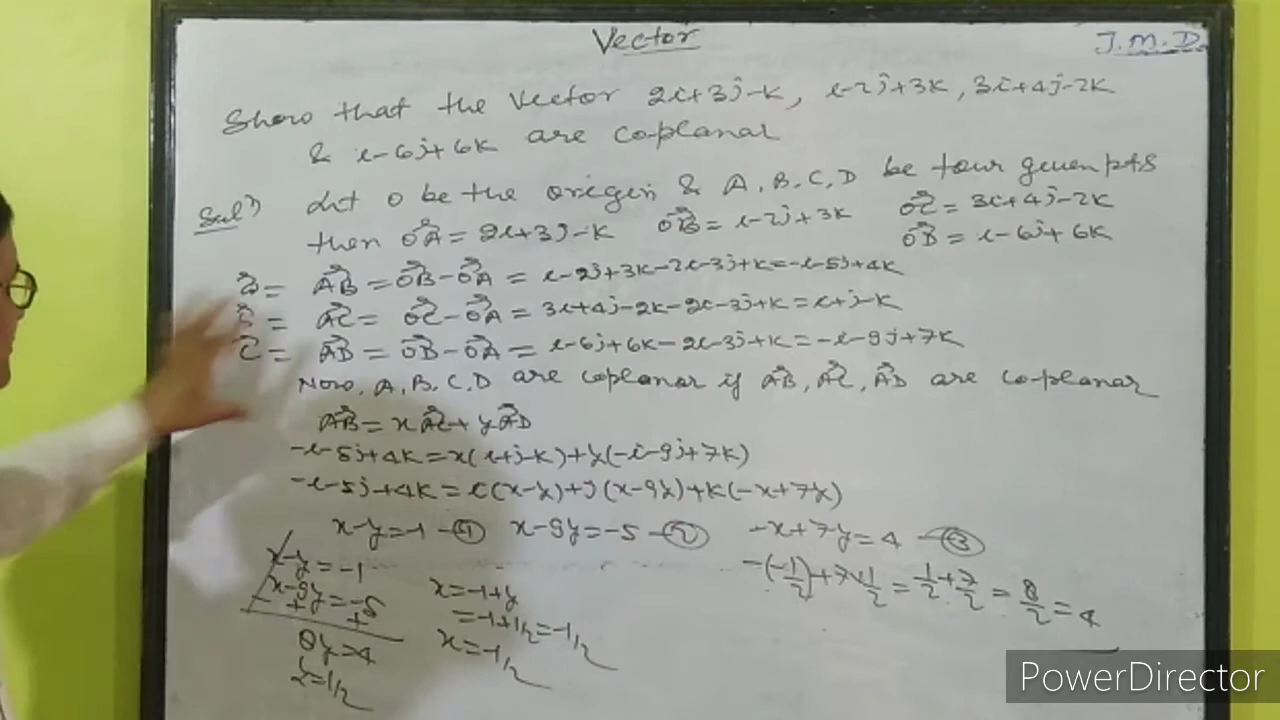 Vector
J.M.D.
Show that the Vector 2i+3j-k, i-2j+3k, 3i+4j-2k
& i-6j+6k are coplanar
Solⁿ Let O be the origin & A, B, C, D be four given pts
then OA⃗ = 2i+3j-k OB⃗ = i-2j+3k OC⃗ = 3i+4j-2k
OD⃗ = i-6j+6k
a⃗ = AB⃗ = OB⃗-OA⃗ = i-2j+3k-2i-3j+k=-i-5j+4k
b⃗ = AC⃗ = OC⃗-OA⃗ = 3i+4j-2k-2i-3j+k=i+j-k
c⃗ = AD⃗ = OD⃗-OA⃗ = i-6j+6k-2i-3j+k=-i-9j+7k
Now, A, B, C, D are coplanar if AB⃗, AC⃗, AD⃗ are co-planar
AB⃗ = xAC⃗+yAD⃗
-i-5j+4k=x(i+j-k)+y(-i-9j+7k)
-i-5j+4k=i(x-y)+j(x-9y)+k(-x+7y)
x-y=-1 -① x-9y=-5 -② -x+7y=4 -③
x-y=-1
x-9y=-5
- + +
8y=4
y=1/2
x=-1+y
=-1+1/2=-1/2
x=-1/2
-(-1/2)+7×1/2=1/2+7/2=8/2=4
PowerDirector